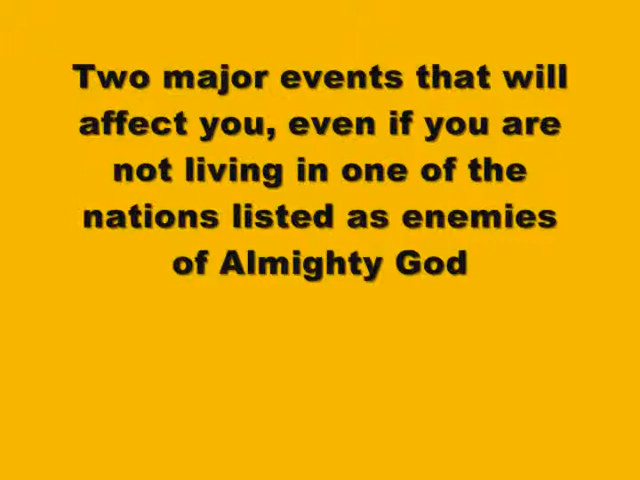 Two major events that will
affect you, even if you are
not living in one of the
nations listed as enemies
of Almighty God